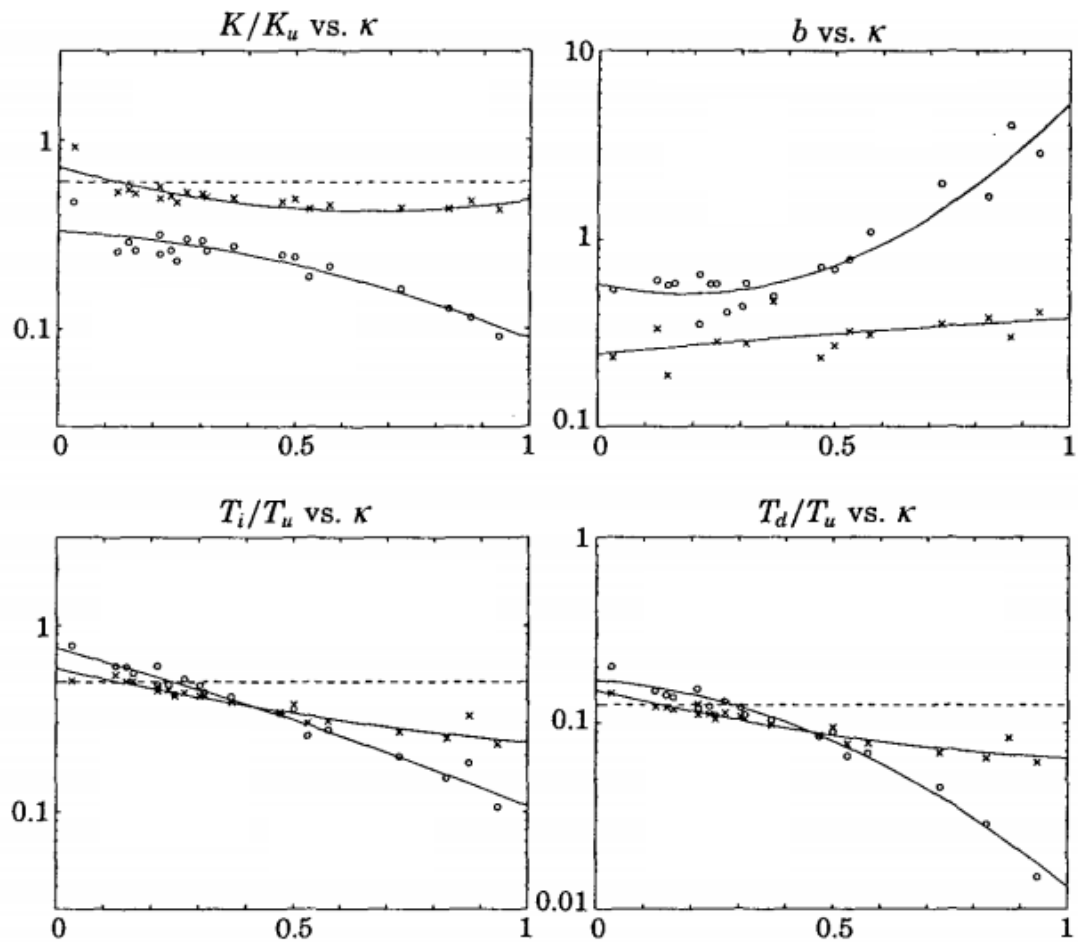 K/K_u vs. κ
1
0.1
0 0.5 1
b vs. κ
10
1
0.1
0 0.5 1
T_i/T_u vs. κ
1
0.1
0 0.5 1
T_d/T_u vs. κ
1
0.1
0.01
0 0.5 1